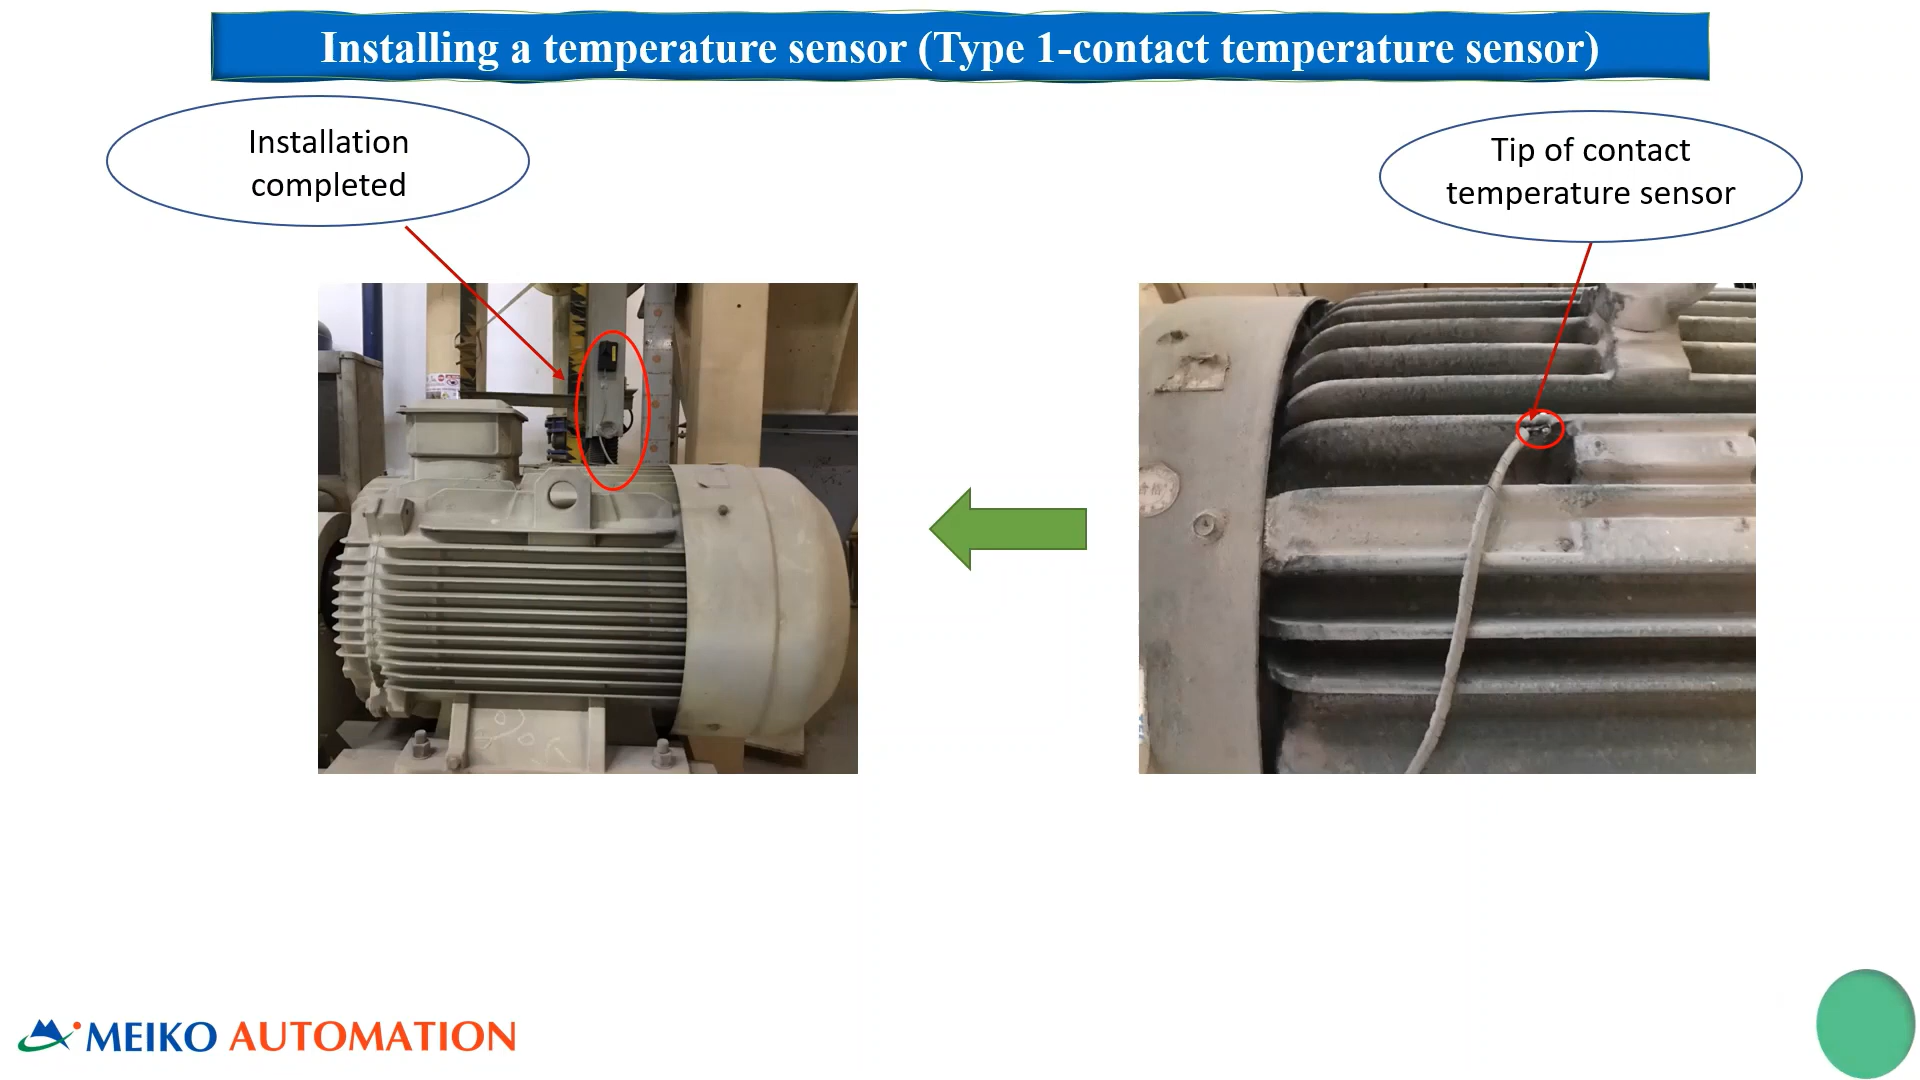 Installing a temperature sensor (Type 1-contact temperature sensor)
Installation
completed
Tip of contact
temperature sensor
MEIKO AUTOMATION